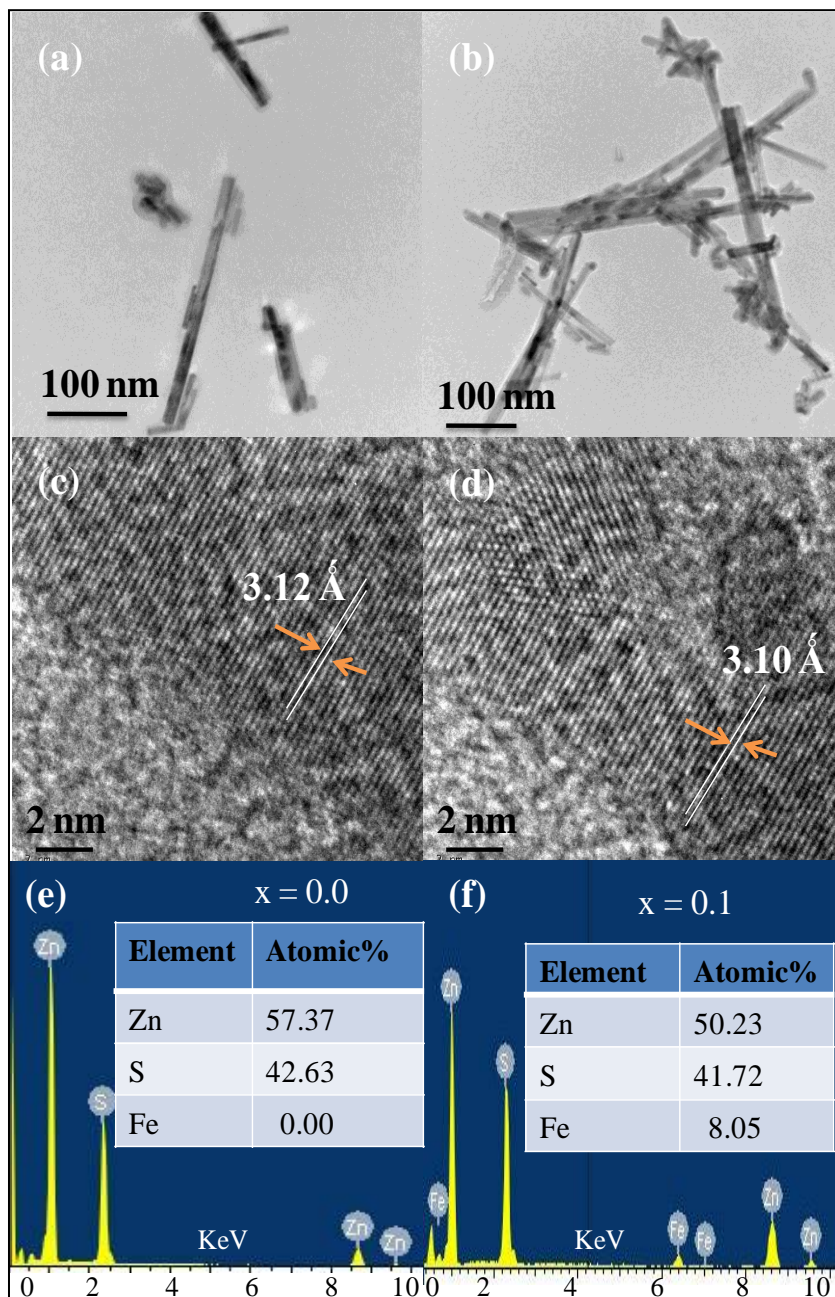 (a)
100 nm
(b)
100 nm
(c)
3.12 Å
2 nm
(d)
3.10 Å
2 nm
(e)
x = 0.0
Zn
Element Atomic%
Zn 57.37
S 42.63
Fe 0.00
S
Zn
Zn
KeV
0 2 4 6 8 10
(f)
x = 0.1
Zn
Element Atomic%
Zn 50.23
S 41.72
Fe 8.05
S
Fe
Fe
Fe
Zn
Zn
KeV
0 2 4 6 8 10